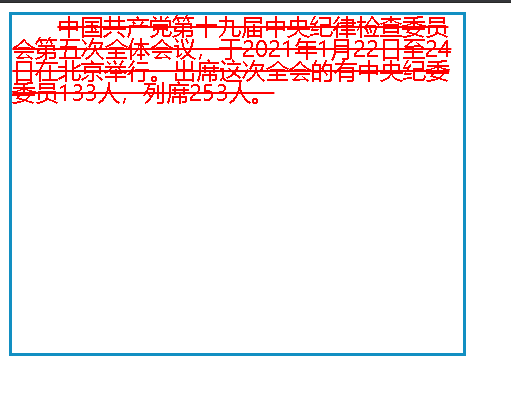 中国共产党第十九届中央纪律检查委员
会第五次全体会议，于2021年1月22日至24
日在北京举行。出席这次全会的有中央纪委
委员133人，列席253人。